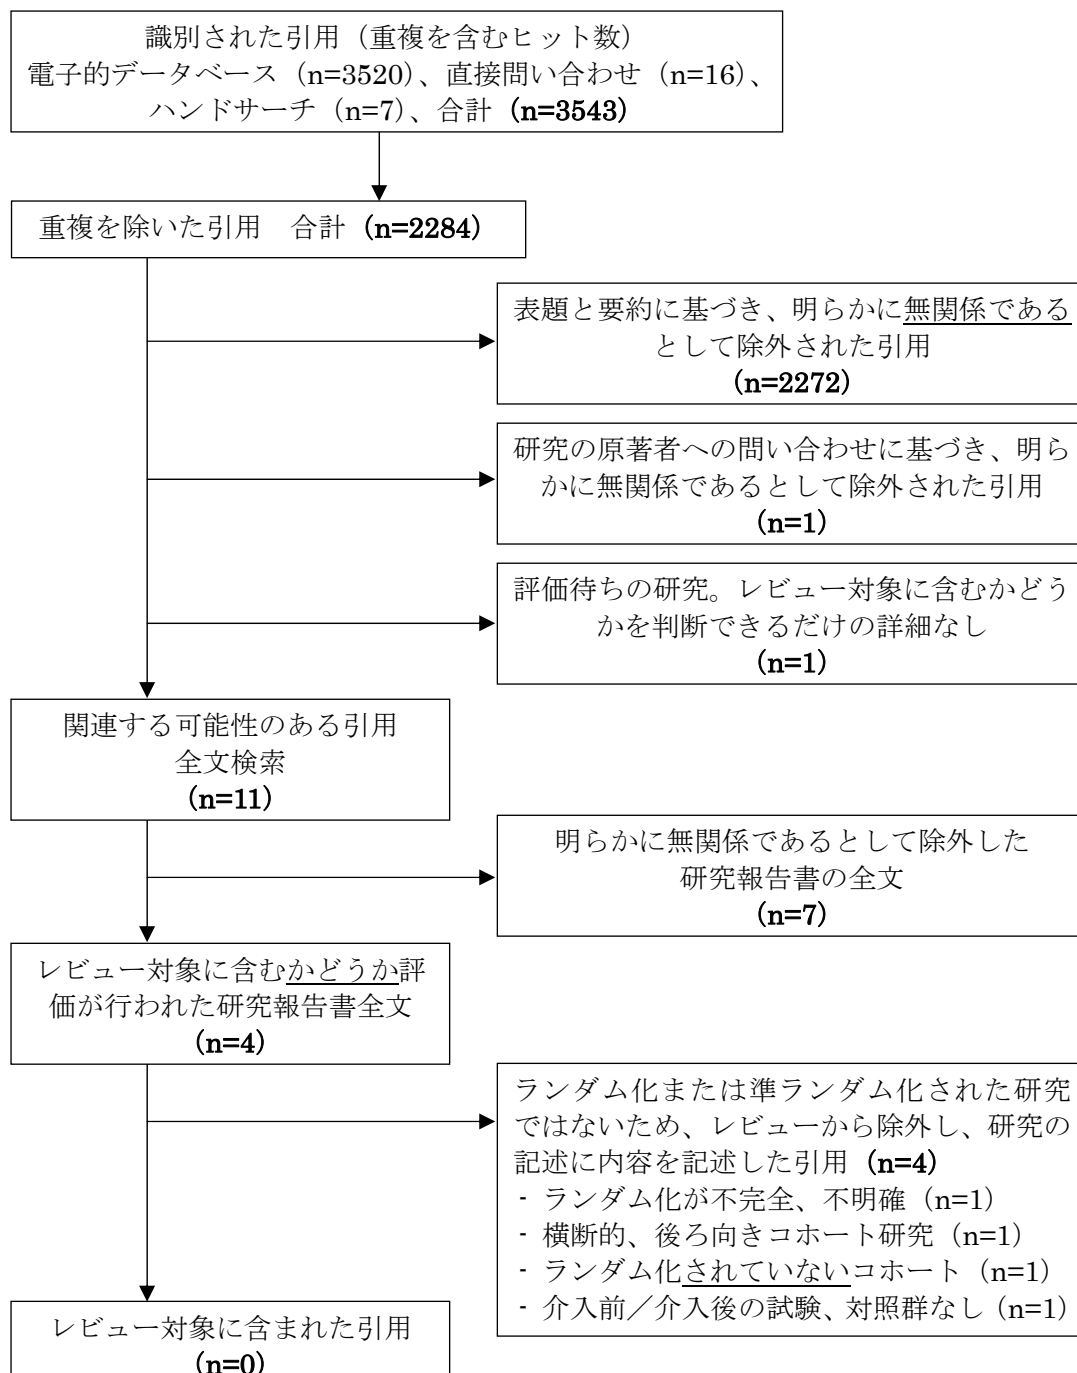 識別された引用（重複を含むヒット数）
電子的データベース（n=3520）、直接問い合わせ（n=16）、
ハンドサーチ（n=7）、合計（n=3543）
重複を除いた引用　合計（n=2284）
表題と要約に基づき、明らかに無関係である
として除外された引用
（n=2272）
研究の原著者への問い合わせに基づき、明ら
かに無関係であるとして除外された引用
（n=1）
評価待ちの研究。レビュー対象に含むかどう
かを判断できるだけの詳細なし
（n=1）
関連する可能性のある引用
全文検索
（n=11）
明らかに無関係であるとして除外した
研究報告書の全文
（n=7）
レビュー対象に含むかどうか評
価が行われた研究報告書全文
（n=4）
ランダム化または準ランダム化された研究
ではないため、レビューから除外し、研究の
記述に内容を記述した引用（n=4）
- ランダム化が不完全、不明確（n=1）
- 横断的、後ろ向きコホート研究（n=1）
- ランダム化されていないコホート（n=1）
- 介入前／介入後の試験、対照群なし（n=1）
レビュー対象に含まれた引用
（n=0）